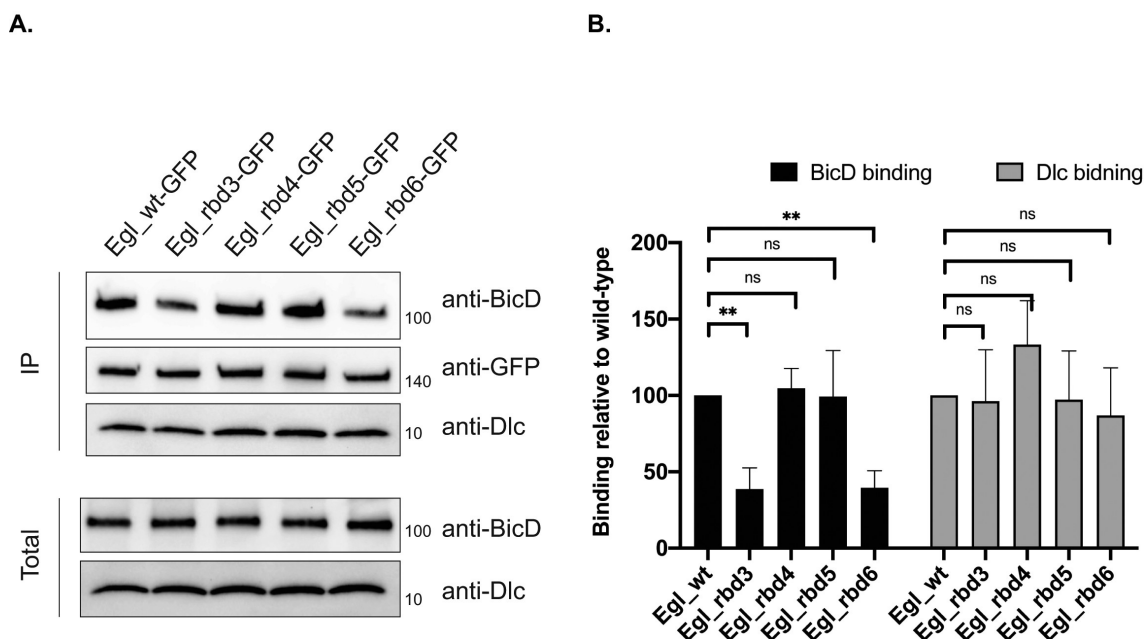 A.
Egl_wt-GFP
Egl_rbd3-GFP
Egl_rbd4-GFP
Egl_rbd5-GFP
Egl_rbd6-GFP
IP
100 anti-BicD
140 anti-GFP
10 anti-Dlc
Total
100 anti-BicD
10 anti-Dlc
B.
BicD binding
Dlc bidning
Binding relative to wild-type
200
150
100
50
0
**
ns
ns
**
ns
ns
ns
ns
Egl_wt
Egl_rbd3
Egl_rbd4
Egl_rbd5
Egl_rbd6
Egl_wt
Egl_rbd3
Egl_rbd4
Egl_rbd5
Egl_rbd6